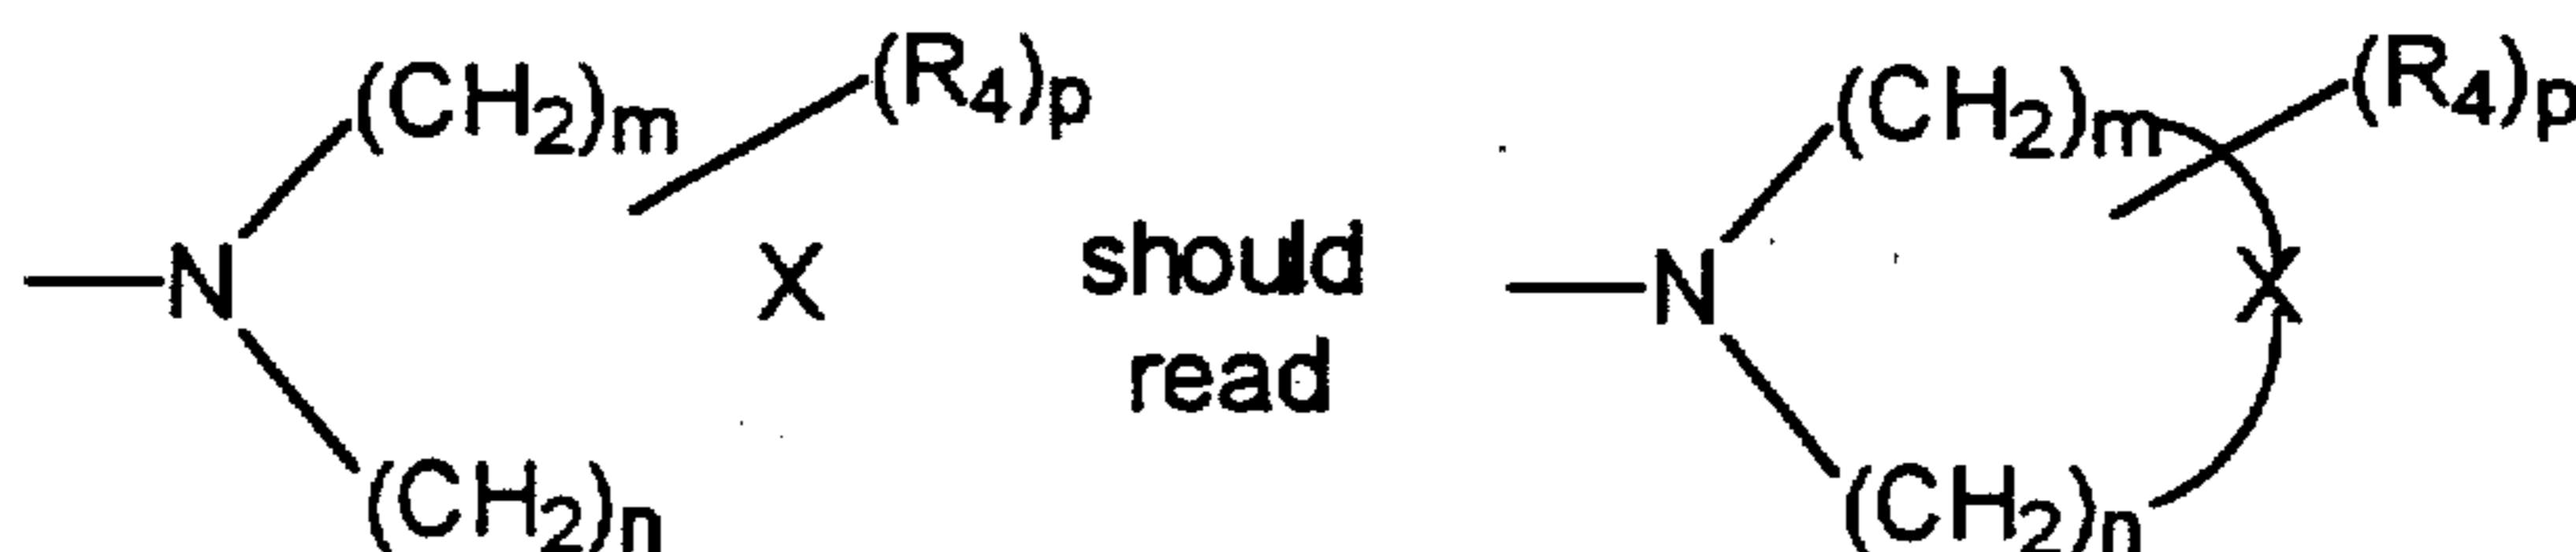 (CH2)m (R4)p (CH2)m (R4)p
—N X should —N X
read
(CH2)n (CH2)n